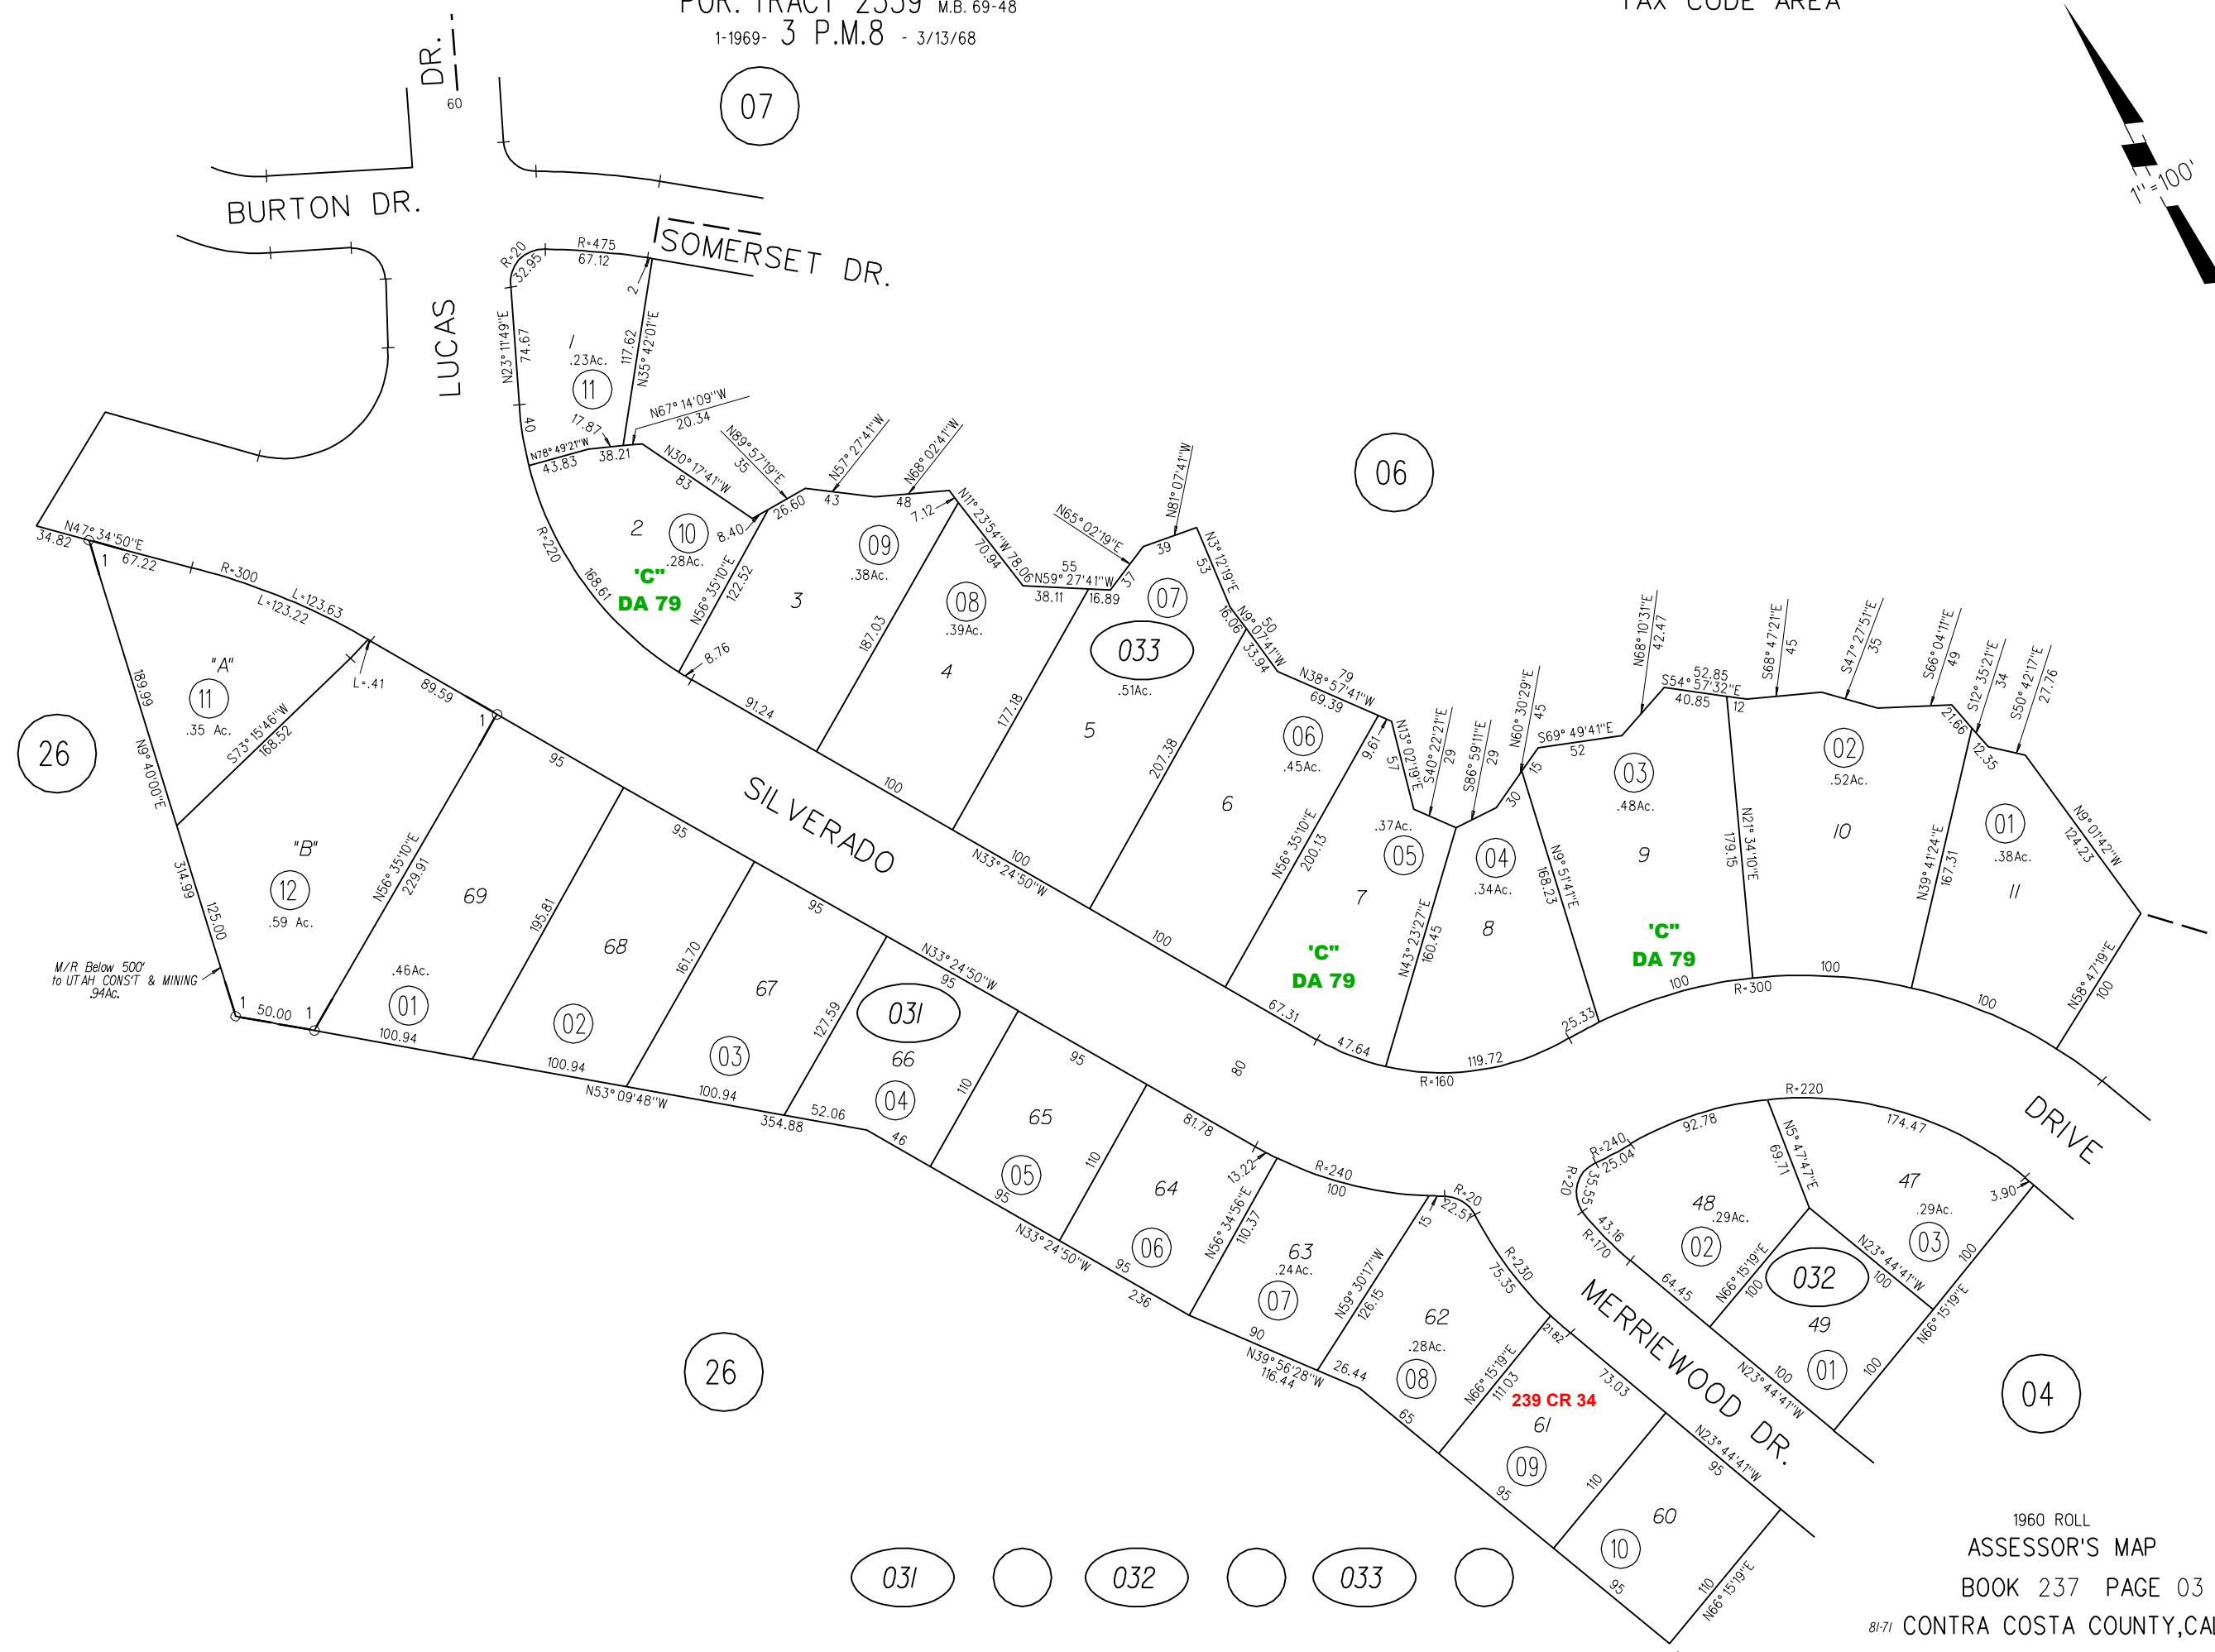 POR. TRACT 2559 M.B. 69-48
1-1969- 3 P.M.8 - 3/13/68
TAX CODE AREA
1"=100'
07
DR.
60
BURTON DR.
SOMERSET DR.
LUCAS
R=20
32.95
R=475
67.12
2
N23°11'49"E
74.67
1
.23Ac.
11
117.62
N35°42'01"E
40
17.87
N67°14'09"W
20.34
N78°49'21"W
43.83
38.21
N30°17'41"W
83
N89°57'19"E
35
8.40
26.60
N57°27'41"W
43
N68°02'41"W
48
7.12
2
10
.28Ac.
'C"
DA 79
R=220
168.61
N56°35'10"E
122.52
8.76
09
.38Ac.
3
91.24
187.03
N11°23'54"W 78.06
70.94
08
.39Ac.
4
100
177.18
55
N59°27'41"W
38.11
16.89
N65°02'19"E
37
39
N81°07'41"W
N3°12'19"E
53
07
033
.51Ac.
5
100
16.06
50
N9°07'41"W
33.94
207.38
79
N38°57'41"W
69.39
06
.45Ac.
6
100
N33°24'50"W
9.61
N13°02'19"E
57
N56°35'10"E
200.13
S40°22'21"E
29
S86°59'11"E
29
.37Ac.
05
7
'C"
DA 79
67.31
47.64
N43°23'27"E
160.45
04
.34Ac.
8
30
15
N60°30'29"E
45
N9°51'41"E
168.23
119.72
R=160
25.33
S69°49'41"E
52
N68°10'31"E
42.47
52.85
S54°57'32"E
40.85
12
03
.48Ac.
9
'C"
DA 79
100
R=300
N21°34'10"E
179.15
S68°47'21"E
45
S47°27'51"E
35
S66°04'11"E
49
02
.52Ac.
10
100
21.66
S12°35'21"E
34
12.35
S50°42'17"E
27.76
N39°41'24"E
167.31
01
.38Ac.
11
N9°01'42"W
124.23
N58°47'19"E
100
100
06
26
34.82
N47°34'50"E
67.22
1
R=300
L=123.63
L=123.22
L=.41
"A"
11
.35 Ac.
189.99
N9°40'00"E
S73°15'46"W
168.52
89.59
1
"B"
12
.59 Ac.
314.99
125.00
M/R Below 500'
to UTAH CONS'T & MINING
.94Ac.
1
50.00
1
N56°35'10"E
229.91
69
.46Ac.
01
95
100.94
195.81
68
02
95
100.94
N53°09'48"W
161.70
67
03
95
100.94
354.88
127.59
SILVERADO
N33°24'50"W
95
031
66
04
52.06
46
110
95
65
05
95
N33°24'50"W
110
80
81.78
64
06
95
236
13.22
N56°34'56"E
110.37
R=240
100
63
.24Ac.
07
90
N39°56'28"W
116.44
N59°30'17"W
126.15
15
R=20
22.51
62
.28Ac.
08
26.44
65
R=230
75.35
21.82
N66°15'19"E
111.03
239 CR 34
61
09
95
73.03
110
N23°44'41"W
95
60
10
95
110
N66°15'19"E
MERRIEWOOD DR.
DRIVE
R=220
92.78
R=240
25.04
R=20
35.55
43.16
R=170
64.45
48
.29Ac.
02
N5°47'47"E
69.71
174.47
47
.29Ac.
03
3.90
N66°15'19"E
100
032
N23°44'41"W
100
100
N66°15'19"E
49
01
100
N23°44'41"W
100
26
04
031
032
033
1960 ROLL
ASSESSOR'S MAP
BOOK 237 PAGE 03
81-71 CONTRA COSTA COUNTY,CAL